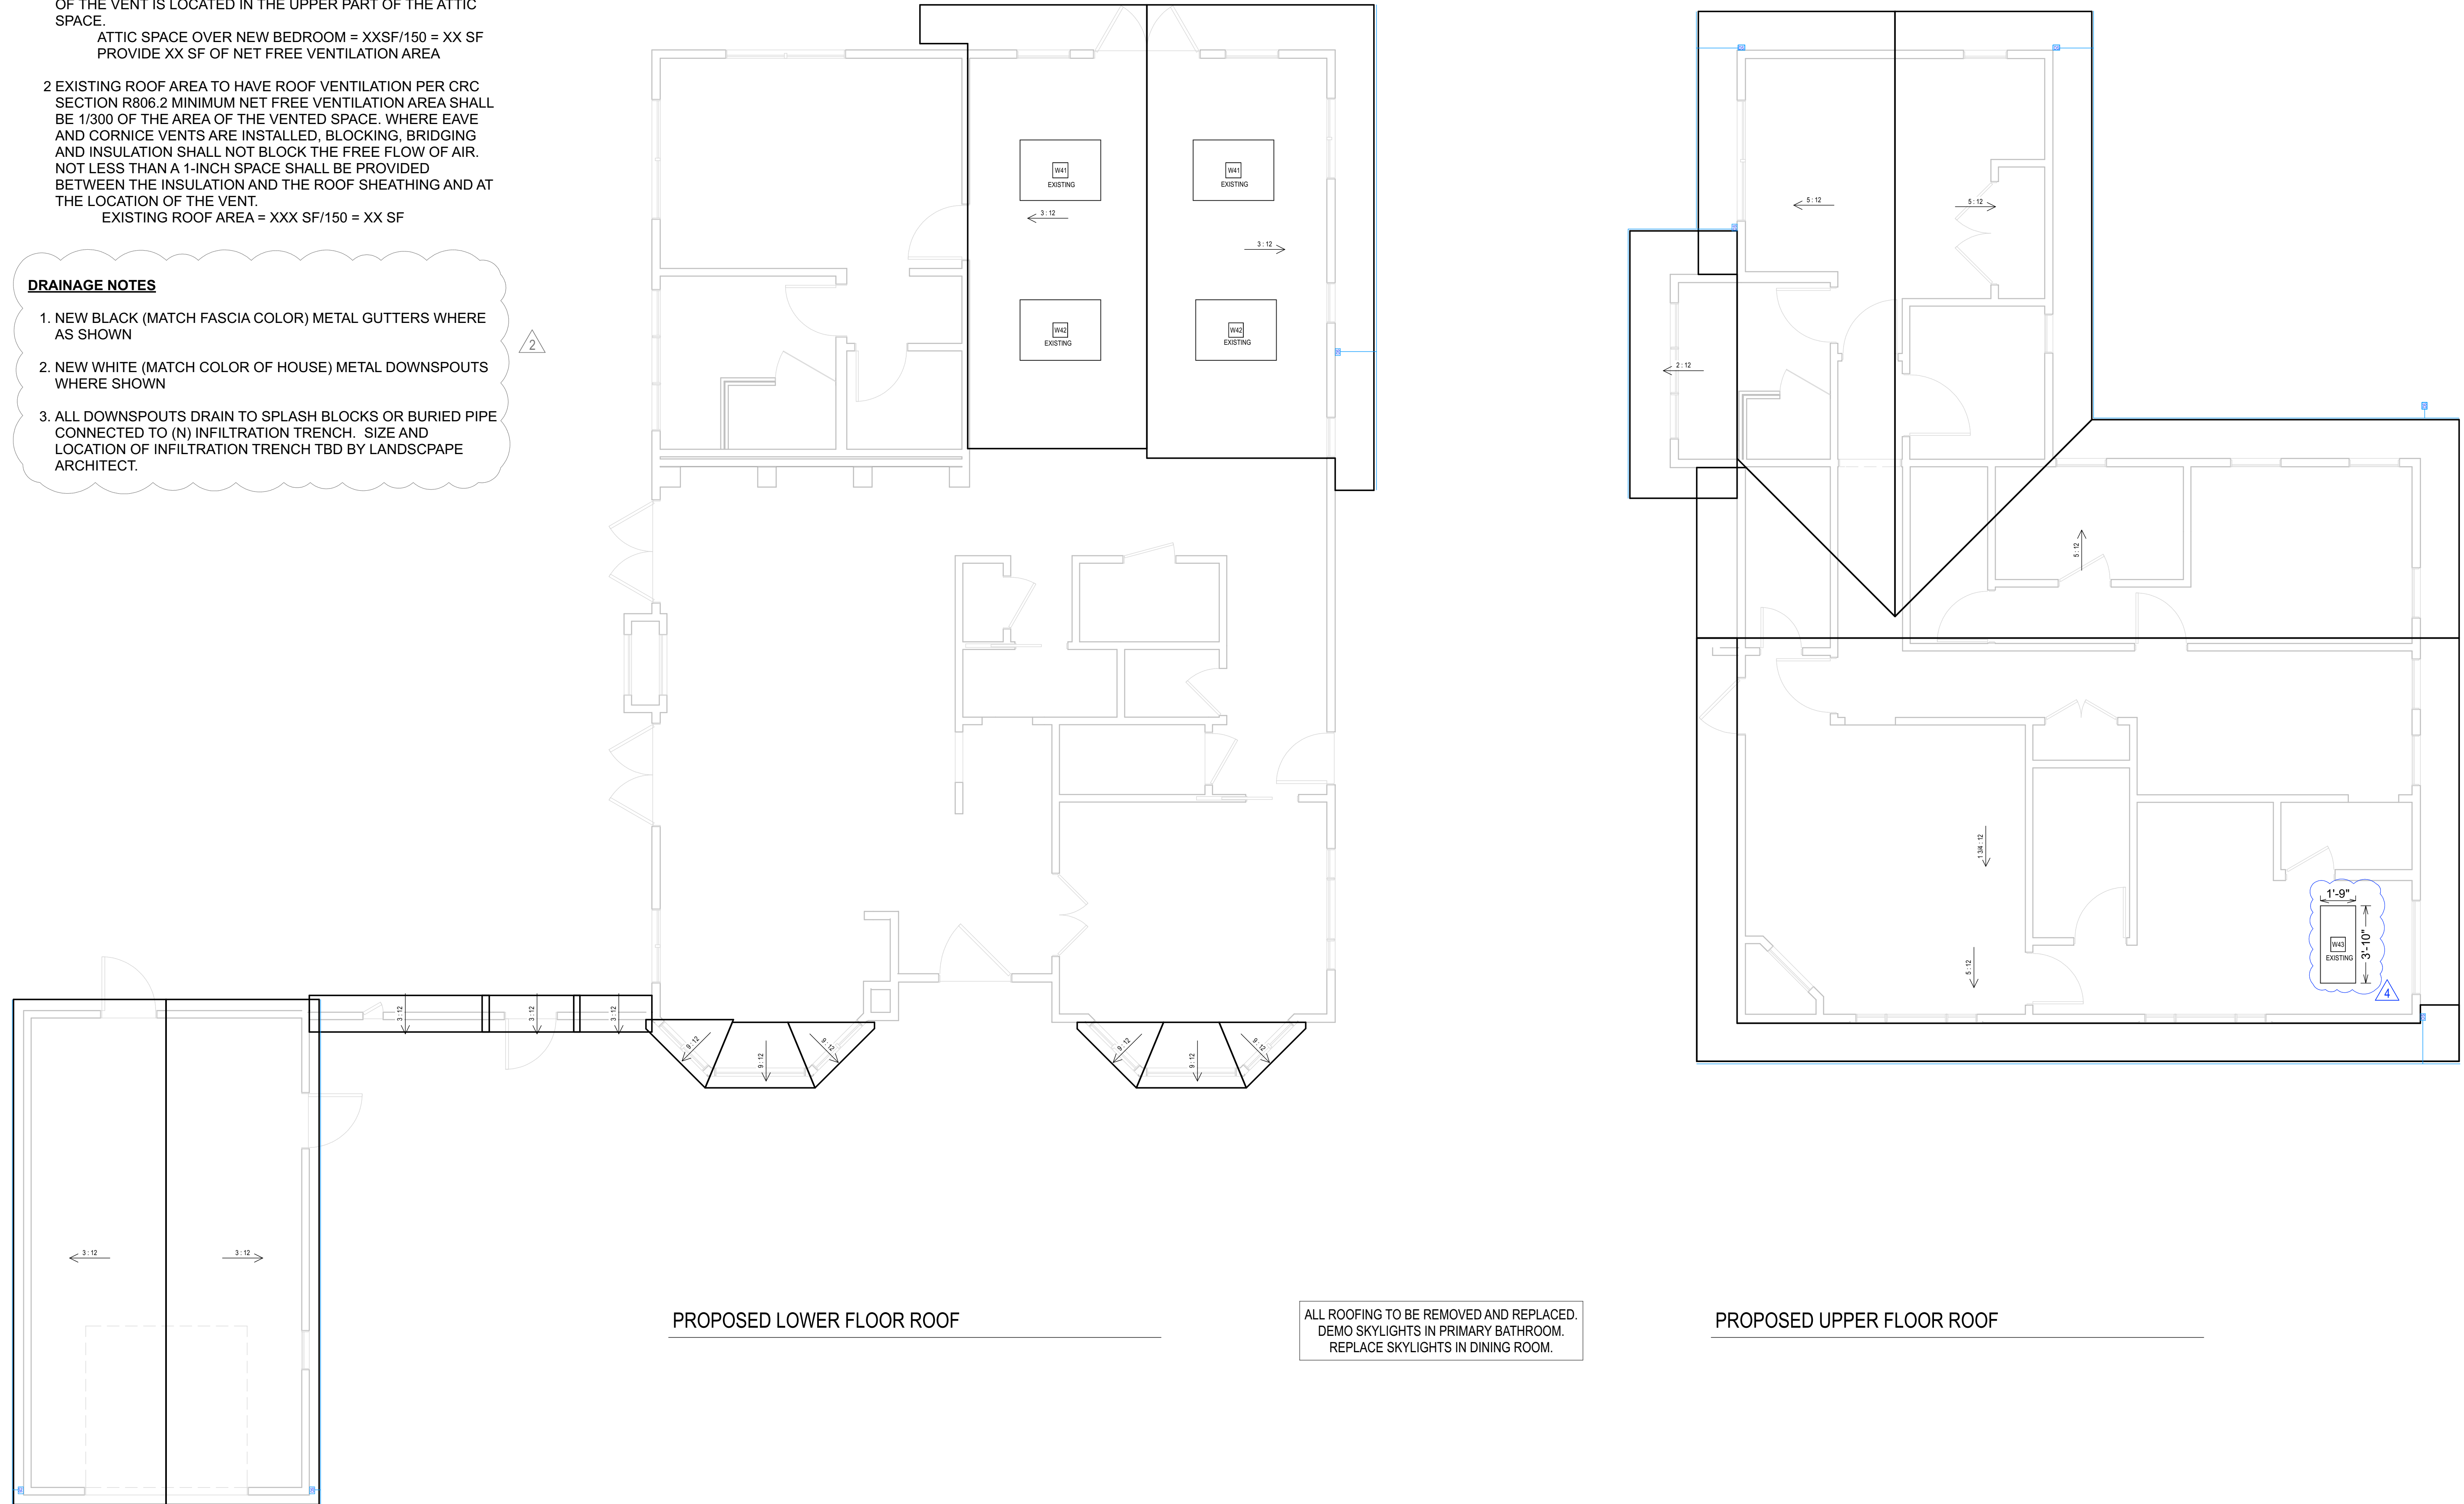 OF THE VENT IS LOCATED IN THE UPPER PART OF THE ATTIC
SPACE.
ATTIC SPACE OVER NEW BEDROOM = XXSF/150 = XX SF
PROVIDE XX SF OF NET FREE VENTILATION AREA
2 EXISTING ROOF AREA TO HAVE ROOF VENTILATION PER CRC
SECTION R806.2 MINIMUM NET FREE VENTILATION AREA SHALL
BE 1/300 OF THE AREA OF THE VENTED SPACE. WHERE EAVE
AND CORNICE VENTS ARE INSTALLED, BLOCKING, BRIDGING
AND INSULATION SHALL NOT BLOCK THE FREE FLOW OF AIR.
NOT LESS THAN A 1-INCH SPACE SHALL BE PROVIDED
BETWEEN THE INSULATION AND THE ROOF SHEATHING AND AT
THE LOCATION OF THE VENT.
EXISTING ROOF AREA = XXX SF/150 = XX SF
DRAINAGE NOTES
1. NEW BLACK (MATCH FASCIA COLOR) METAL GUTTERS WHERE
AS SHOWN
2. NEW WHITE (MATCH COLOR OF HOUSE) METAL DOWNSPOUTS
WHERE SHOWN
3. ALL DOWNSPOUTS DRAIN TO SPLASH BLOCKS OR BURIED PIPE
CONNECTED TO (N) INFILTRATION TRENCH. SIZE AND
LOCATION OF INFILTRATION TRENCH TBD BY LANDSCPAPE
ARCHITECT.
2
W41
EXISTING
W41
EXISTING
3 : 12
3 : 12
W42
EXISTING
W42
EXISTING
3 : 12
3 : 12
3 : 12
9 : 12
9 : 12
9 : 12
9 : 12
9 : 12
9 : 12
3 : 12
3 : 12
PROPOSED LOWER FLOOR ROOF
ALL ROOFING TO BE REMOVED AND REPLACED.
DEMO SKYLIGHTS IN PRIMARY BATHROOM.
REPLACE SKYLIGHTS IN DINING ROOM.
5 : 12
5 : 12
2 : 12
5 : 12
1 3/4 : 12
5 : 12
1'-9"
3'-10"
W43
EXISTING
4
PROPOSED UPPER FLOOR ROOF